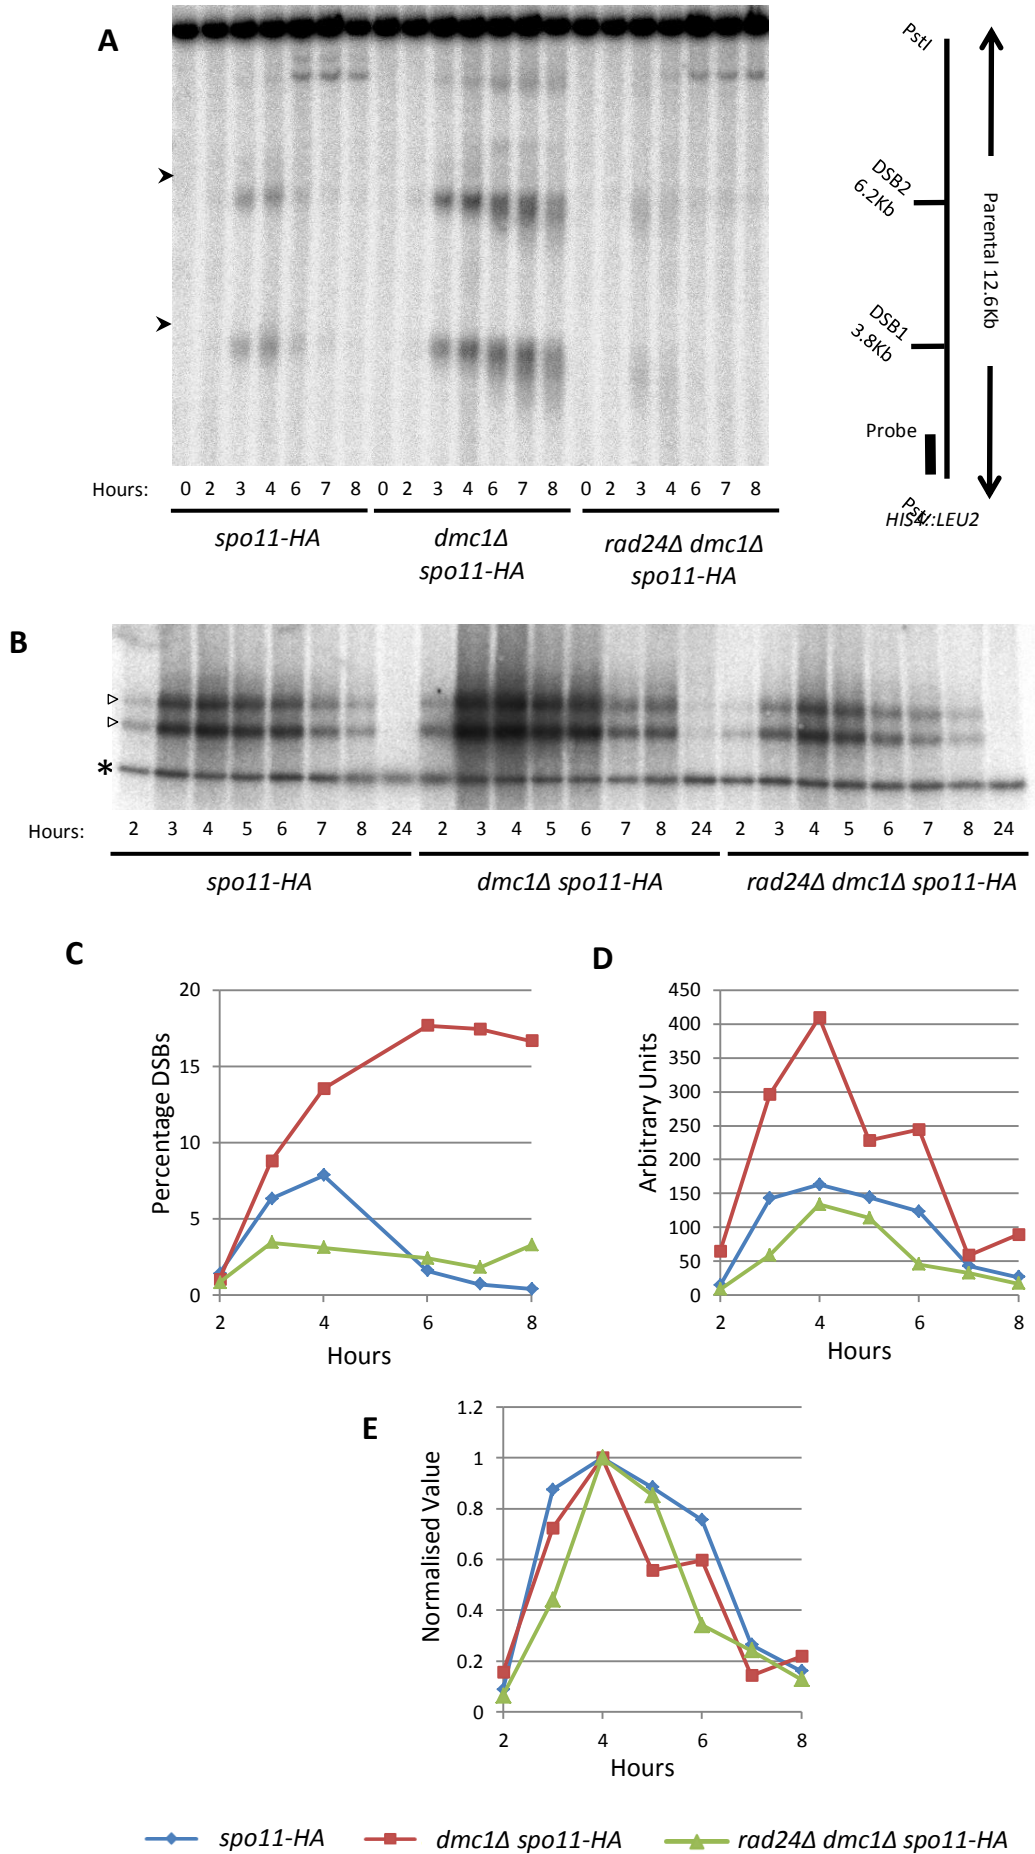 A
PstI
DSB2
6.2Kb
Parental 12.6Kb
DSB1
3.8Kb
Probe
PstI
HIS4::LEU2
Hours: 0 2 3 4 6 7 8 0 2 3 4 6 7 8 0 2 3 4 6 7 8
spo11-HA
dmc1Δ
spo11-HA
rad24Δ dmc1Δ
spo11-HA
B
*
Hours: 2 3 4 5 6 7 8 24 2 3 4 5 6 7 8 24 2 3 4 5 6 7 8 24
spo11-HA
dmc1Δ spo11-HA
rad24Δ dmc1Δ spo11-HA
C
Percentage DSBs
20
15
10
5
0
2 4 6 8
Hours
D
Arbitrary Units
450
400
350
300
250
200
150
100
50
0
2 4 6 8
Hours
E
Normalised Value
1.2
1
0.8
0.6
0.4
0.2
0
2 4 6 8
Hours
spo11-HA
dmc1Δ spo11-HA
rad24Δ dmc1Δ spo11-HA